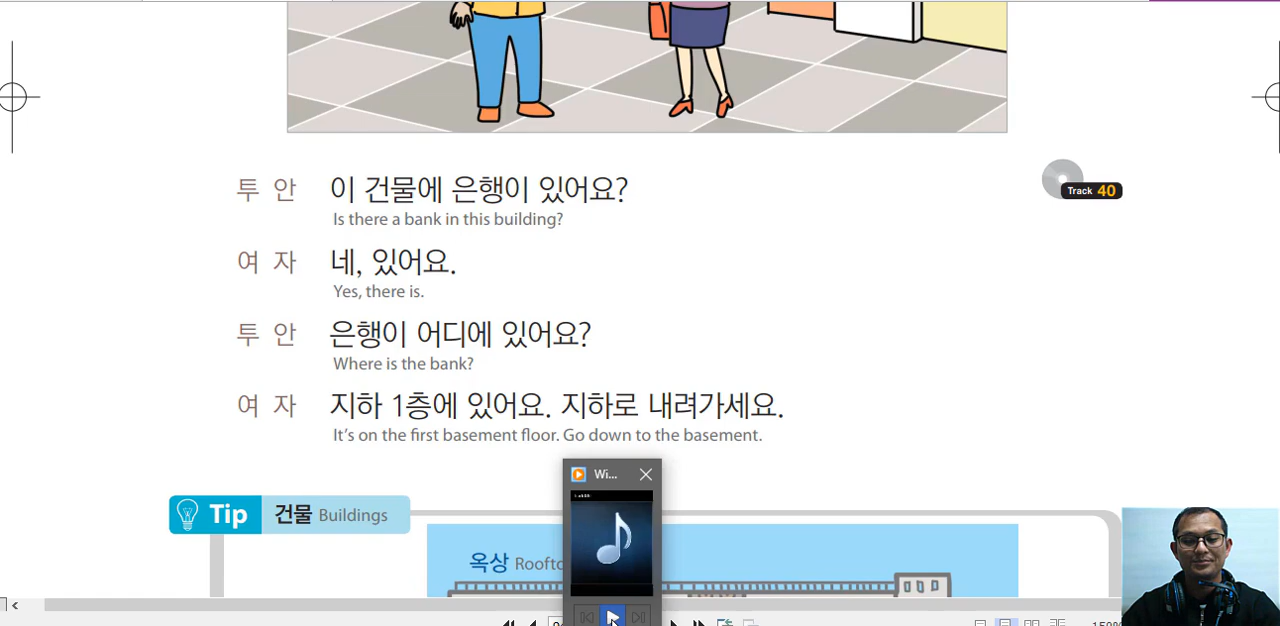 투 안 이 건물에 은행이 있어요?
Is there a bank in this building?
Track 40
여 자 네, 있어요.
Yes, there is.
투 안 은행이 어디에 있어요?
Where is the bank?
여 자 지하 1층에 있어요. 지하로 내려가세요.
It's on the first basement floor. Go down to the basement.
Wi...
Tip 건물 Buildings
옥상